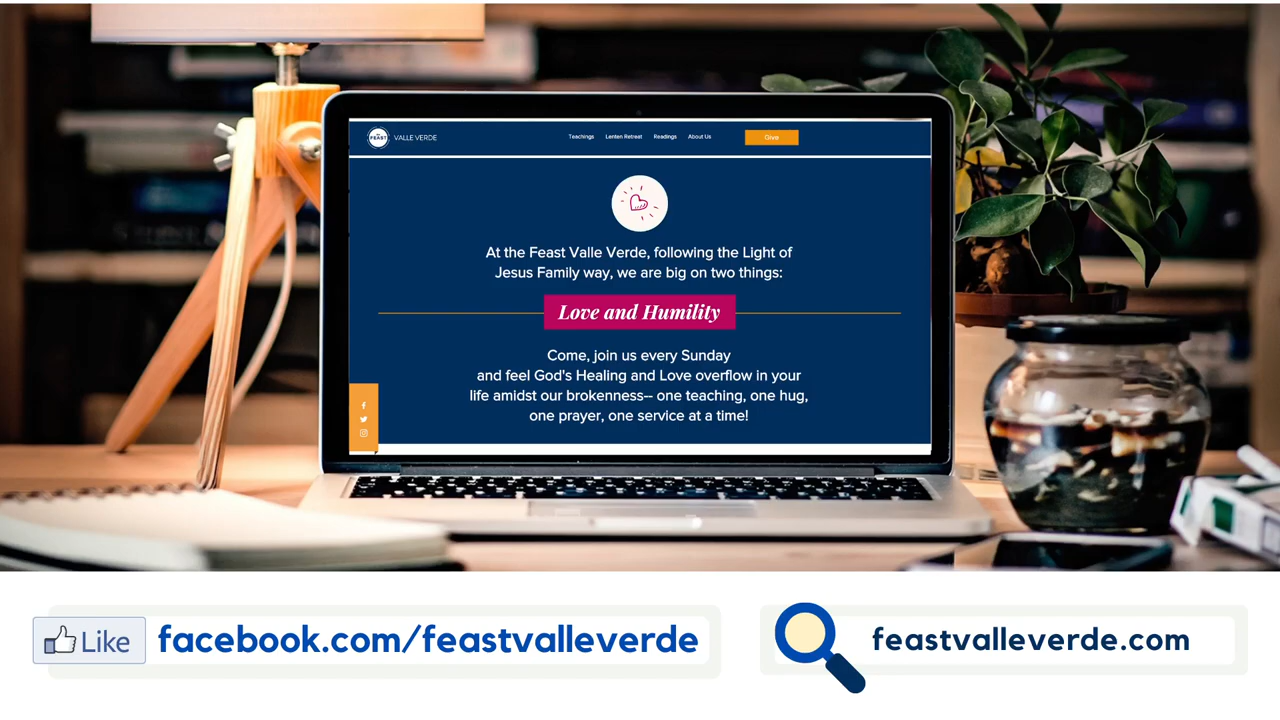 FEAST
VALLE VERDE
Teachings
Lenten Retreat
Readings
About Us
Give
At the Feast Valle Verde, following the Light of
Jesus Family way, we are big on two things:
Love and Humility
Come, join us every Sunday
and feel God's Healing and Love overflow in your
life amidst our brokenness-- one teaching, one hug,
one prayer, one service at a time!
Like
facebook.com/feastvalleverde
feastvalleverde.com